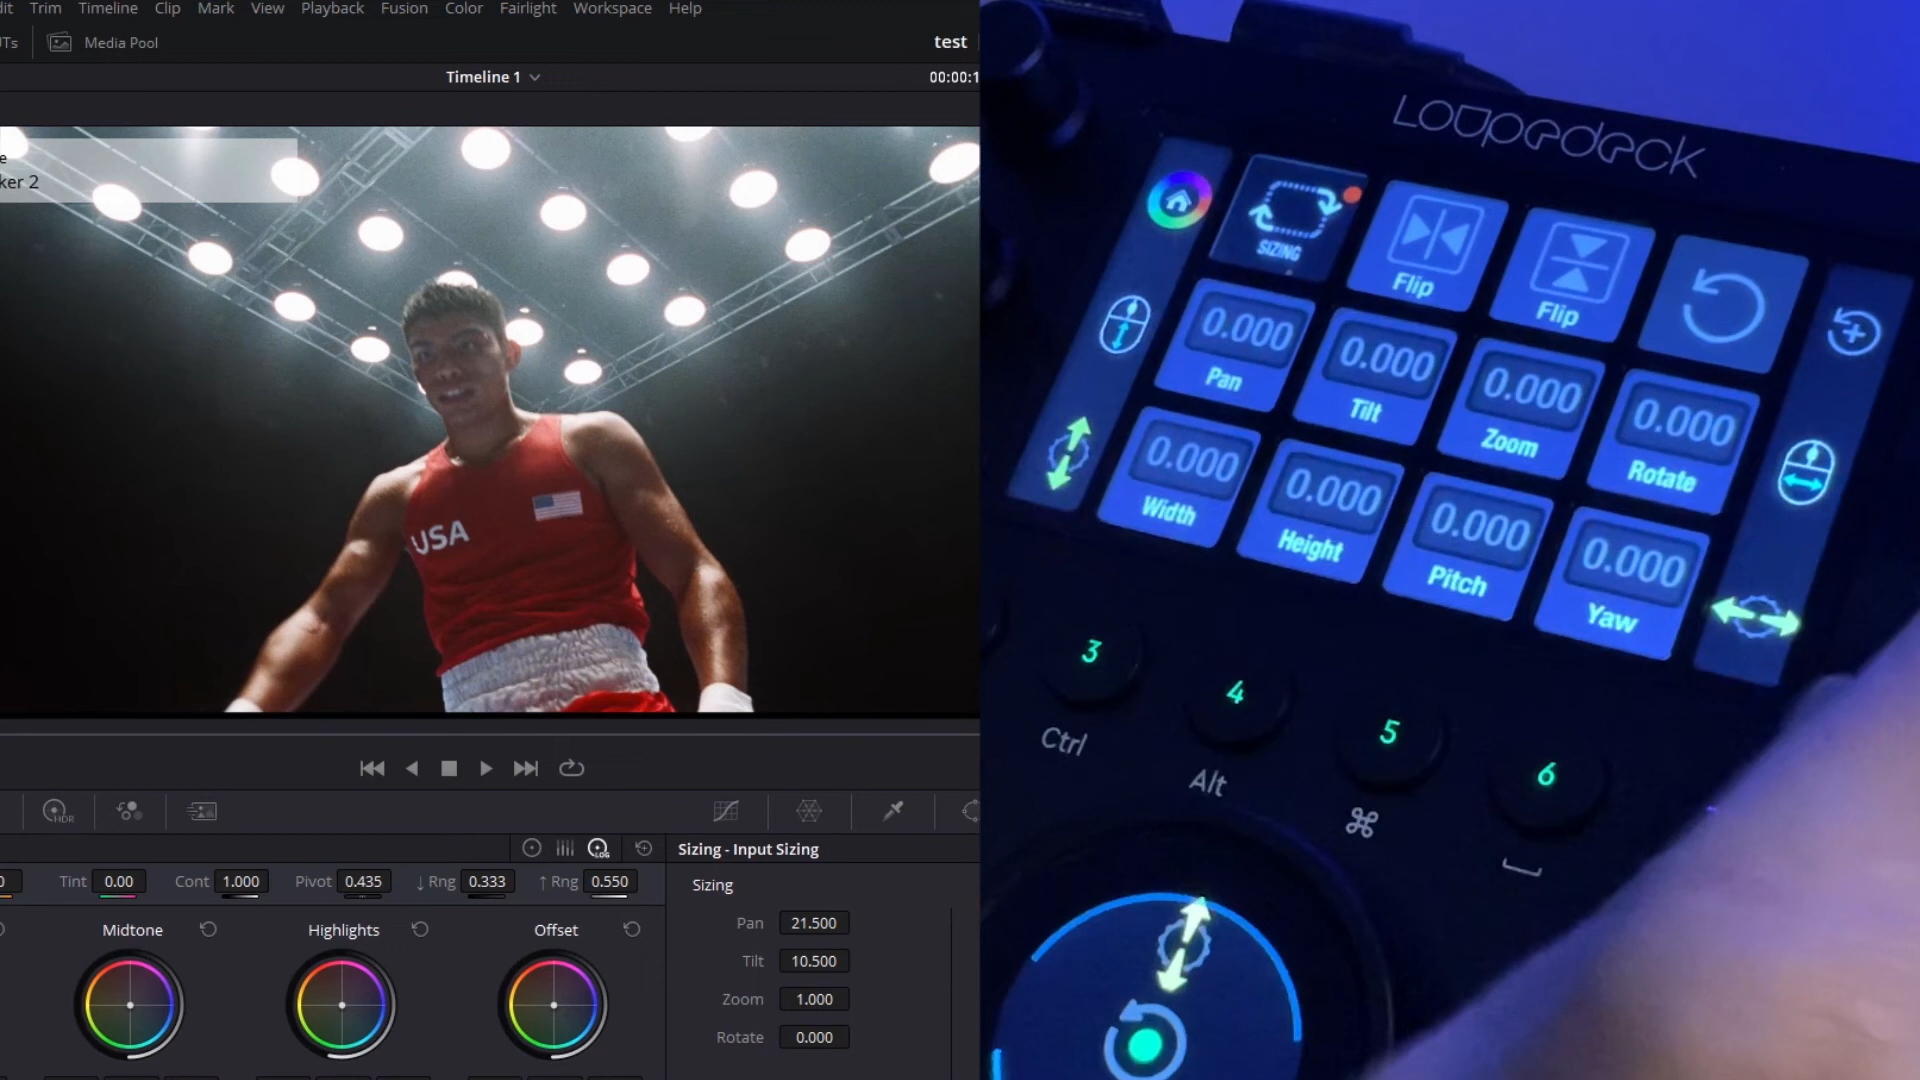 Trim Timeline Clip Mark View Playback Fusion Color Fairlight Workspace Help
Media Pool
test
Timeline 1
00:00:1
ker 2
USA
HDR
LOG
Tint 0.00 Cont 1.000 Pivot 0.435 ↓ Rng 0.333 ↑ Rng 0.550
Midtone Highlights Offset
Sizing - Input Sizing
Sizing
Pan 21.500
Tilt 10.500
Zoom 1.000
Rotate 0.000
Loupedeck
SIZING
Flip
Flip
0.000
Pan
0.000
Tilt
0.000
Zoom
0.000
Rotate
0.000
Width
0.000
Height
0.000
Pitch
0.000
Yaw
3
4
5
6
Ctrl
Alt
⌘